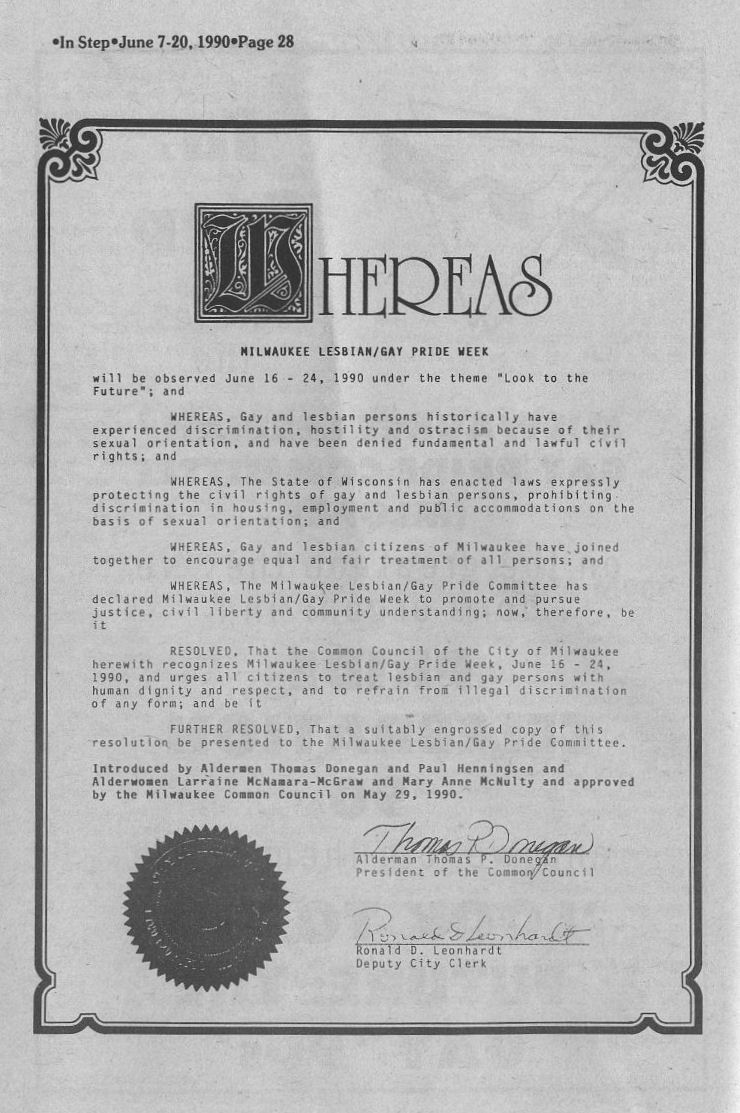 •In Step•June 7-20, 1990•Page 28
WHEREAS
MILWAUKEE LESBIAN/GAY PRIDE WEEK
will be observed June 16 - 24, 1990 under the theme "Look to the
Future"; and
WHEREAS, Gay and lesbian persons historically have
experienced discrimination, hostility and ostracism because of their
sexual orientation, and have been denied fundamental and lawful civil
rights; and
WHEREAS, The State of Wisconsin has enacted laws expressly
protecting the civil rights of gay and lesbian persons, prohibiting
discrimination in housing, employment and public accommodations on the
basis of sexual orientation; and
WHEREAS, Gay and lesbian citizens of Milwaukee have joined
together to encourage equal and fair treatment of all persons; and
WHEREAS, The Milwaukee Lesbian/Gay Pride Committee has
declared Milwaukee Lesbian/Gay Pride Week to promote and pursue
justice, civil liberty and community understanding; now, therefore, be
it
RESOLVED, That the Common Council of the City of Milwaukee
herewith recognizes Milwaukee Lesbian/Gay Pride Week, June 16 - 24,
1990, and urges all citizens to treat lesbian and gay persons with
human dignity and respect, and to refrain from illegal discrimination
of any form; and be it
FURTHER RESOLVED, That a suitably engrossed copy of this
resolution be presented to the Milwaukee Lesbian/Gay Pride Committee.
Introduced by Aldermen Thomas Donegan and Paul Henningsen and
Alderwomen Larraine McNamara-McGraw and Mary Anne McNulty and approved
by the Milwaukee Common Council on May 29, 1990.
Thomas P. Donegan
Alderman Thomas P. Donegan
President of the Common Council
Ronald D Leonhardt
Ronald D. Leonhardt
Deputy City Clerk